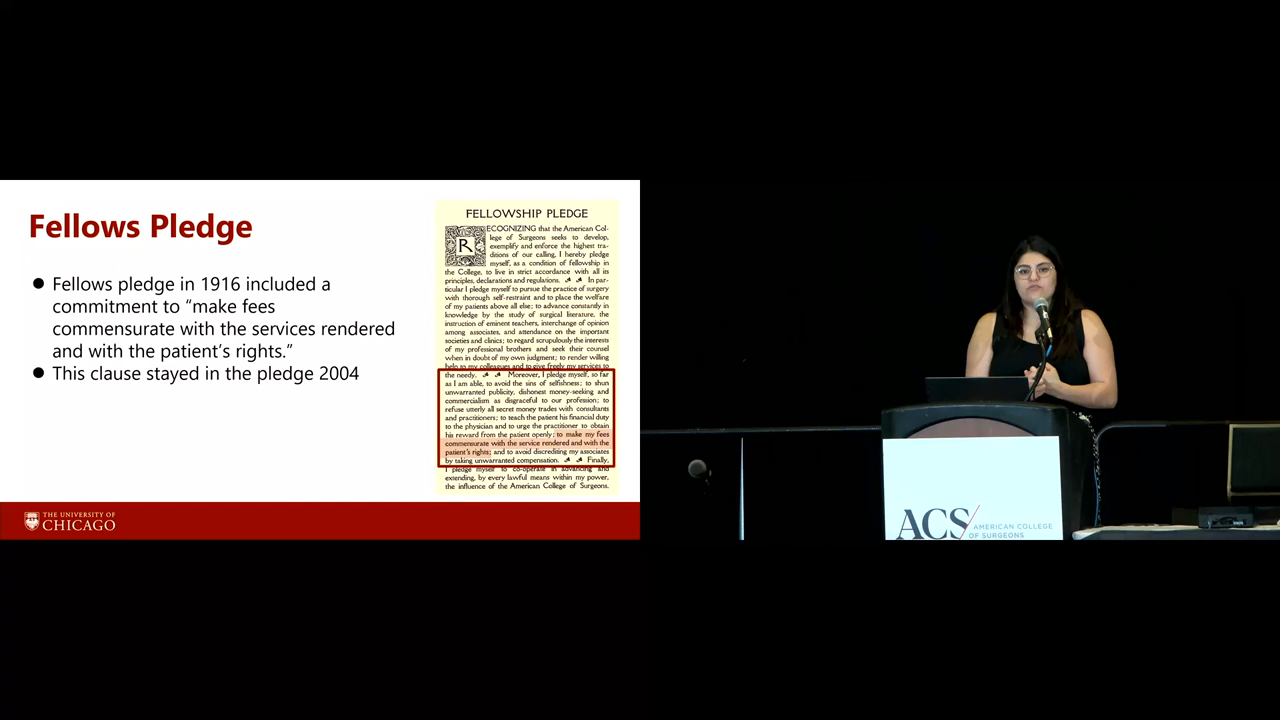 Fellows Pledge
● Fellows pledge in 1916 included a
commitment to “make fees
commensurate with the services rendered
and with the patient’s rights.”
● This clause stayed in the pledge 2004
THE UNIVERSITY OF
CHICAGO
FELLOWSHIP PLEDGE
RECOGNIZING that the American Col-
lege of Surgeons seeks to develop,
exemplify and enforce the highest tra-
ditions of our calling, I hereby pledge
myself, as a condition of fellowship in
the College, to live in strict accordance with all its
principles, declarations and regulations. In par-
ticular I pledge myself to pursue the practice of surgery
with thorough self-restraint and to place the welfare
of my patients above all else; to advance constantly in
knowledge by the study of surgical literature, the
instruction of eminent teachers, interchange of opinion
among associates, and attendance on the important
societies and clinics; to regard scrupulously the interests
of my professional brothers and seek their counsel
when in doubt of my own judgment; to render willing
help to my colleagues and to give freely my services to
the needy. Moreover, I pledge myself, so far
as I am able, to avoid the sins of selfishness; to shun
unwarranted publicity, dishonest money-seeking and
commercialism as disgraceful to our profession; to
refuse utterly all secret money trades with consultants
and practitioners; to teach the patient his financial duty
to the physician and to urge the practitioner to obtain
his reward from the patient openly; to make my fees
commensurate with the service rendered and with the
patient's rights; and to avoid discrediting my associates
by taking unwarranted compensation. Finally,
I pledge myself to co-operate in advancing and
extending, by every lawful means within my power,
the influence of the American College of Surgeons.
ACS AMERICAN COLLEGE
OF SURGEONS